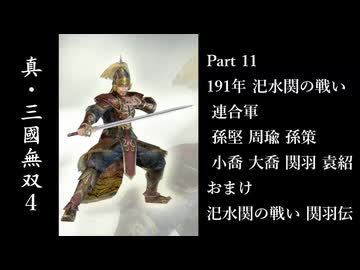 真・三國無双4
Part 11
191年 汜水関の戦い
連合軍
孫堅 周瑜 孫策
小喬 大喬 関羽 袁紹
おまけ
汜水関の戦い 関羽伝